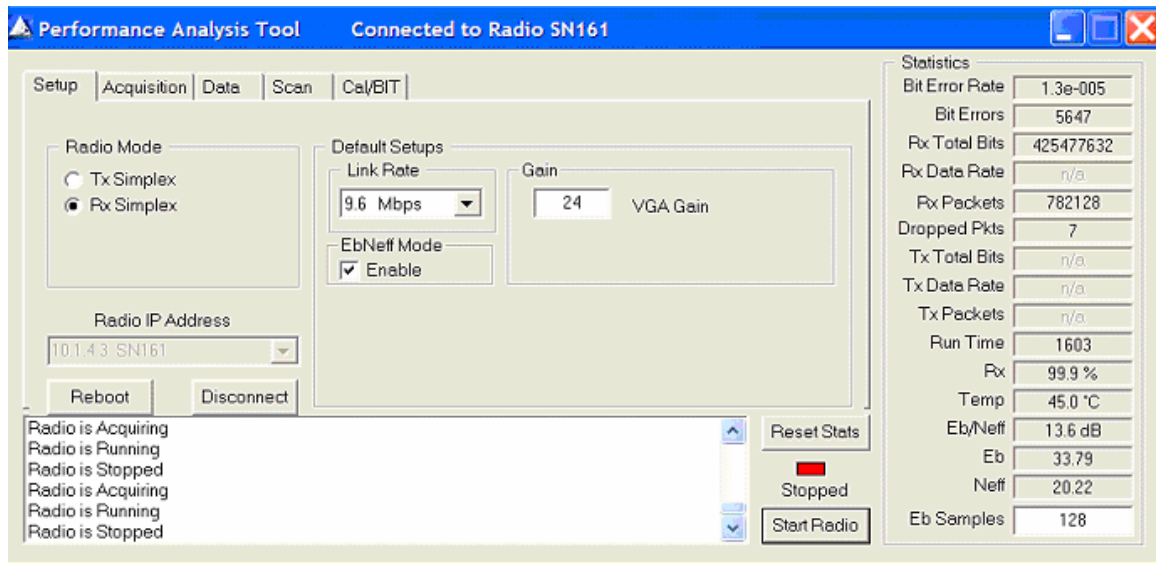 Performance Analysis Tool Connected to Radio SN161
Setup Acquisition Data Scan Cal/BIT
Radio Mode
Tx Simplex
Rx Simplex
Radio IP Address
10.1.4.3 SN161
Reboot Disconnect
Default Setups
Link Rate
9.6 Mbps
EbNeff Mode
Enable
Gain
24 VGA Gain
Radio is Acquiring
Radio is Running
Radio is Stopped
Radio is Acquiring
Radio is Running
Radio is Stopped
Reset Stats
Stopped
Start Radio
Statistics
Bit Error Rate 1.3e-005
Bit Errors 5647
Rx Total Bits 425477632
Rx Data Rate n/a
Rx Packets 782128
Dropped Pkts 7
Tx Total Bits n/a
Tx Data Rate n/a
Tx Packets n/a
Run Time 1603
Rx 99.9 %
Temp 45.0 °C
Eb/Neff 13.6 dB
Eb 33.79
Neff 20.22
Eb Samples 128